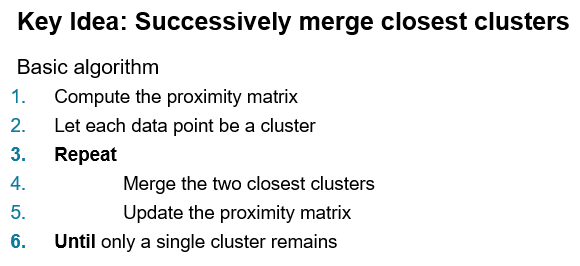 Key Idea: Successively merge closest clusters
Basic algorithm
1. Compute the proximity matrix
2. Let each data point be a cluster
3. Repeat
4. Merge the two closest clusters
5. Update the proximity matrix
6. Until only a single cluster remains